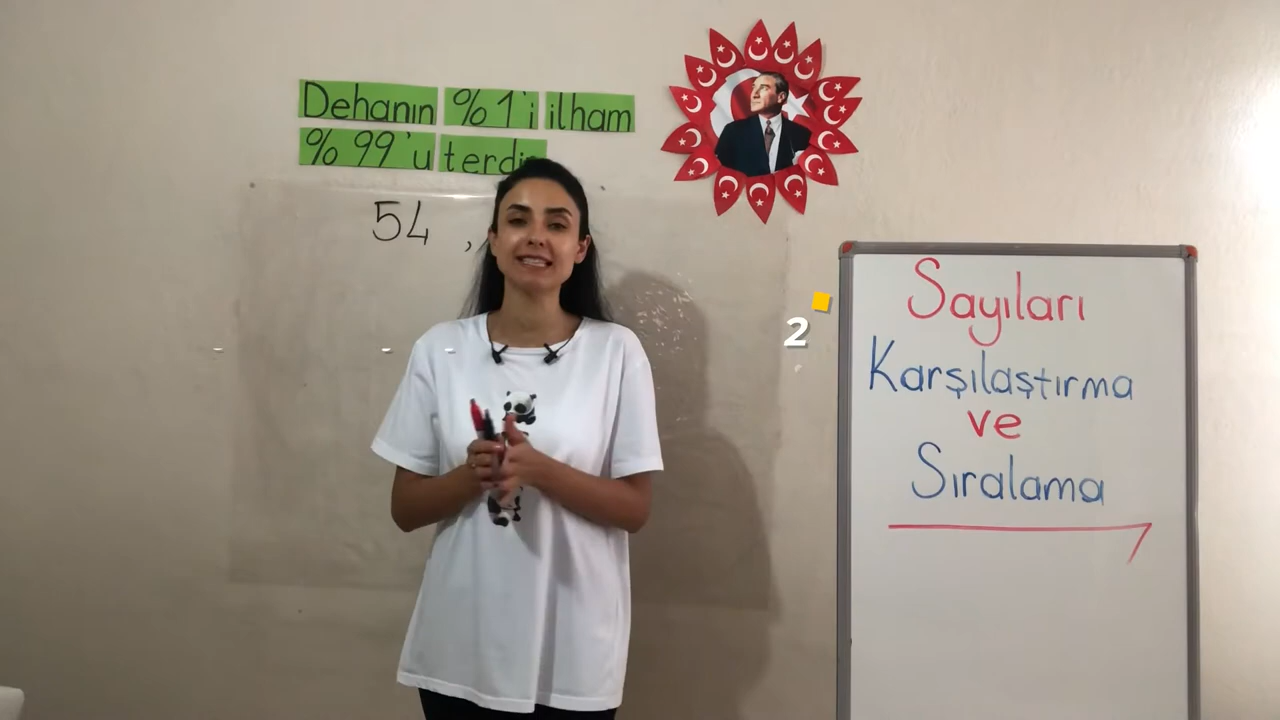 Dehanın %1'i ilham
%99'u terdir
54 ,
2
Sayıları
Karşılaştırma
ve
Sıralama